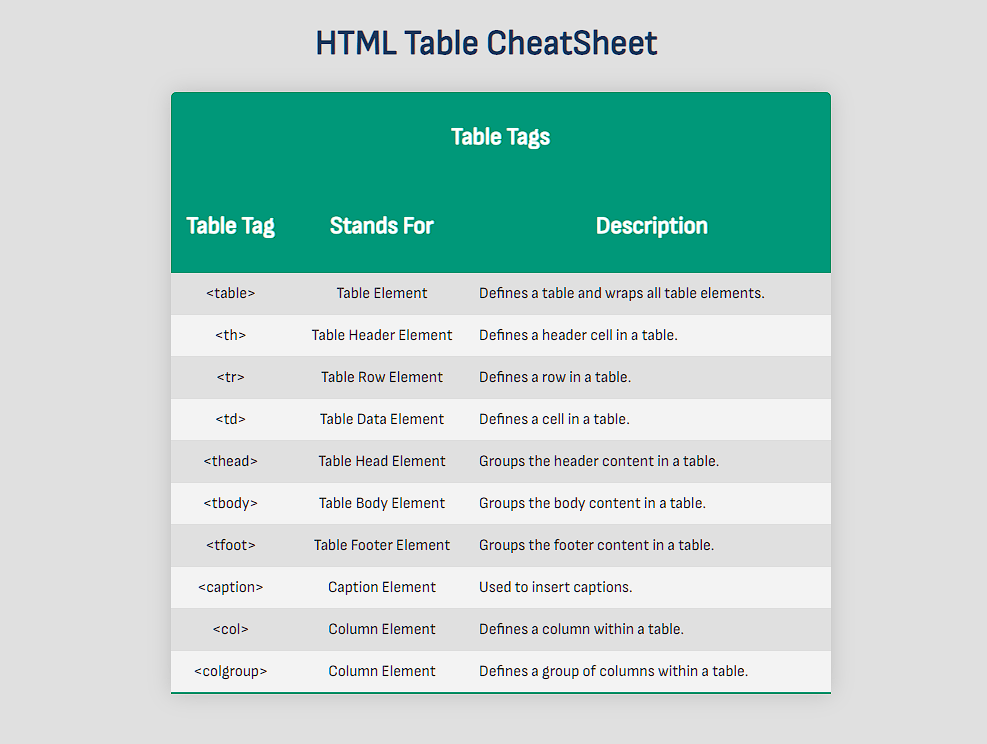 HTML Table CheatSheet
Table Tags
Table Tag Stands For Description
<table> Table Element Defines a table and wraps all table elements.
<th> Table Header Element Defines a header cell in a table.
<tr> Table Row Element Defines a row in a table.
<td> Table Data Element Defines a cell in a table.
<thead> Table Head Element Groups the header content in a table.
<tbody> Table Body Element Groups the body content in a table.
<tfoot> Table Footer Element Groups the footer content in a table.
<caption> Caption Element Used to insert captions.
<col> Column Element Defines a column within a table.
<colgroup> Column Element Defines a group of columns within a table.